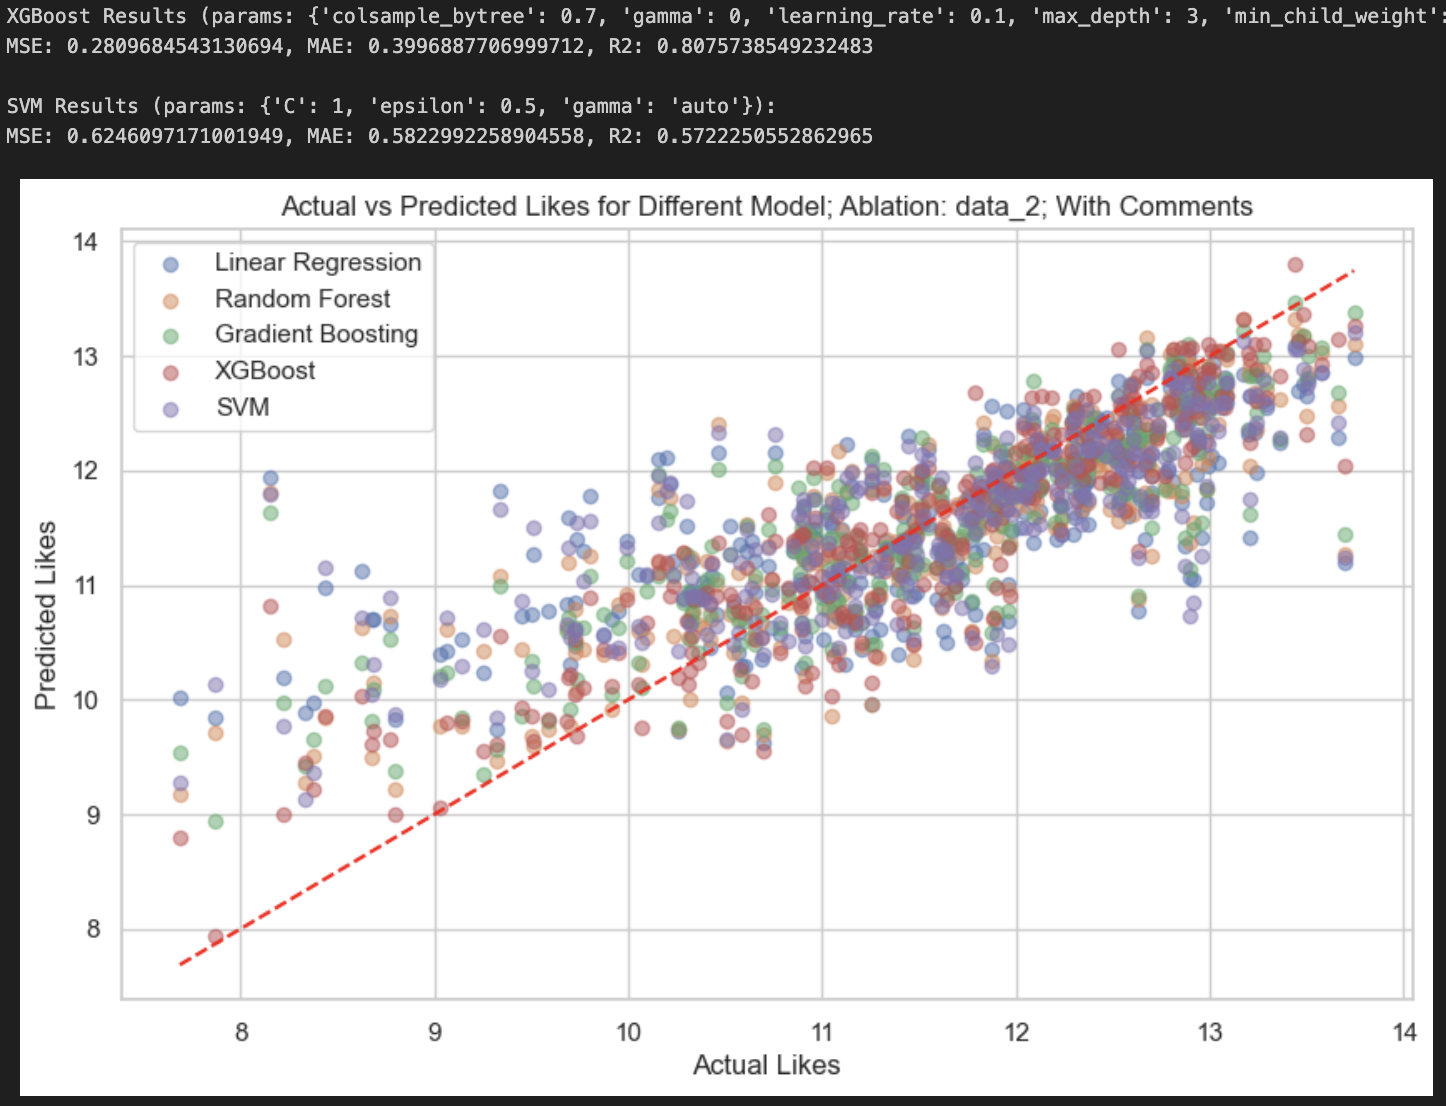 XGBoost Results (params: {'colsample_bytree': 0.7, 'gamma': 0, 'learning_rate': 0.1, 'max_depth': 3, 'min_child_weight':
MSE: 0.2809684543130694, MAE: 0.3996887706999712, R2: 0.8075738549232483
SVM Results (params: {'C': 1, 'epsilon': 0.5, 'gamma': 'auto'}):
MSE: 0.6246097171001949, MAE: 0.5822992258904558, R2: 0.5722250552862965
Actual vs Predicted Likes for Different Model; Ablation: data_2; With Comments
Linear Regression
Random Forest
Gradient Boosting
XGBoost
SVM
Predicted Likes
14
13
12
11
10
9
8
8 9 10 11 12 13 14
Actual Likes